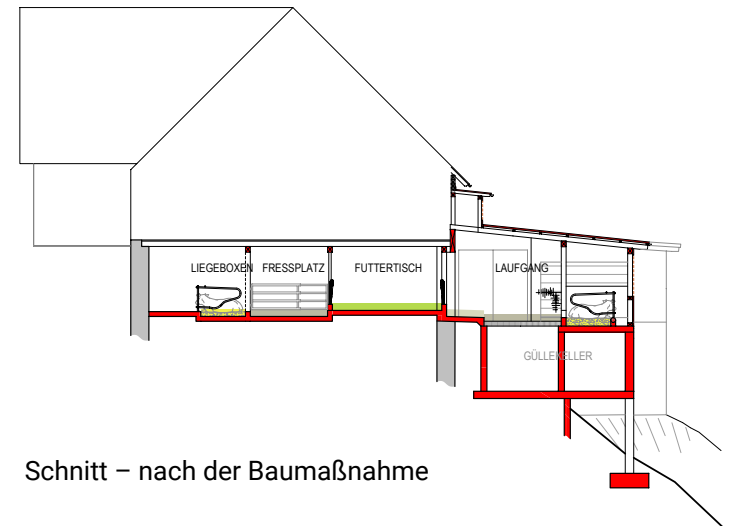 LIEGEBOXEN FRESSPLATZ FUTTERTISCH LAUFGANG
GÜLLEKELLER
Schnitt – nach der Baumaßnahme